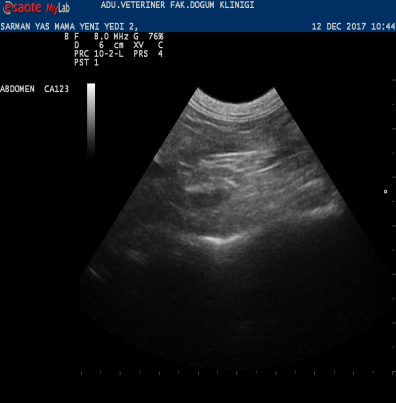 esaote MyLab ADU.VETERINER FAK.DOGUM KLINIGI
SARMAN YAS MAMA YENI YEDI 2, 12 DEC 2017 10:44
B F 8.0 MHz G 76%
D 6 cm XV C
PRC 10-2-L PRS 4
PST 1
ABDOMEN CA123